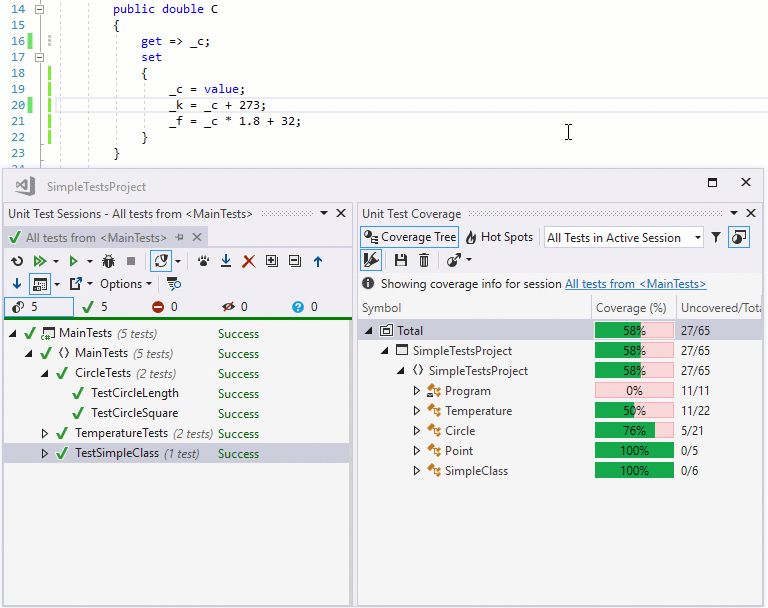 14 public double C
15 {
16 get => _c;
17 set
18 {
19 _c = value;
20 _k = _c + 273;
21 _f = _c * 1.8 + 32;
22 }
23 }
SimpleTestsProject
Unit Test Sessions - All tests from <MainTests>
All tests from <MainTests>
Options
5 5 0 0 0
MainTests (5 tests) Success
MainTests (5 tests) Success
CircleTests (2 tests) Success
TestCircleLength Success
TestCircleSquare Success
TemperatureTests (2 tests) Success
TestSimpleClass (1 test) Success
Unit Test Coverage
Coverage Tree Hot Spots All Tests in Active Session
Showing coverage info for session All tests from <MainTests>
Symbol Coverage (%) Uncovered/Tota
Total 58% 27/65
SimpleTestsProject 58% 27/65
SimpleTestsProject 58% 27/65
Program 0% 11/11
Temperature 50% 11/22
Circle 76% 5/21
Point 100% 0/5
SimpleClass 100% 0/6